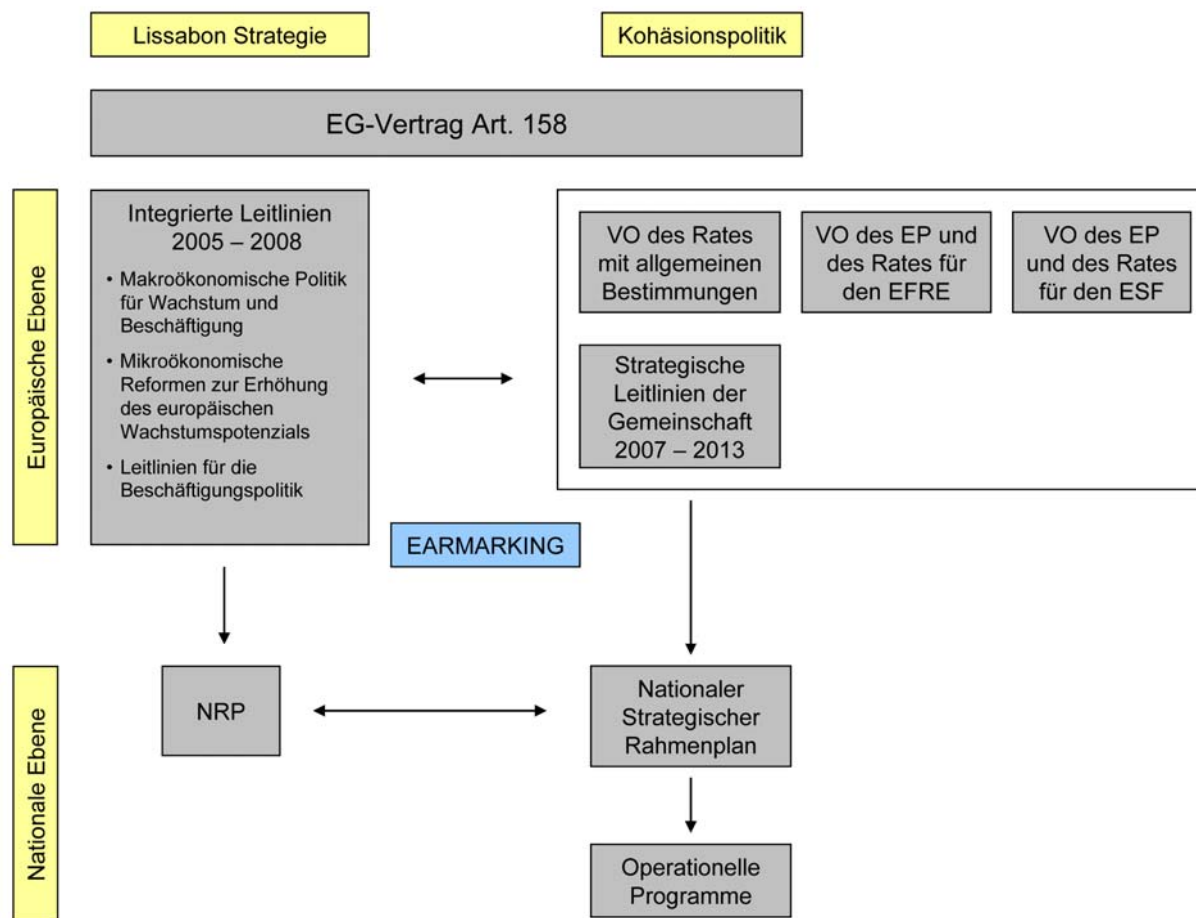 Lissabon Strategie
Kohäsionspolitik
EG-Vertrag Art. 158
Europäische Ebene
Integrierte Leitlinien
2005 – 2008
• Makroökonomische Politik
für Wachstum und
Beschäftigung
• Mikroökonomische
Reformen zur Erhöhung
des europäischen
Wachstumspotenzials
• Leitlinien für die
Beschäftigungspolitik
VO des Rates
mit allgemeinen
Bestimmungen
VO des EP und
des Rates für
den EFRE
VO des EP
und des Rates
für den ESF
Strategische
Leitlinien der
Gemeinschaft
2007 – 2013
EARMARKING
Nationale Ebene
NRP
Nationaler
Strategischer
Rahmenplan
Operationelle
Programme